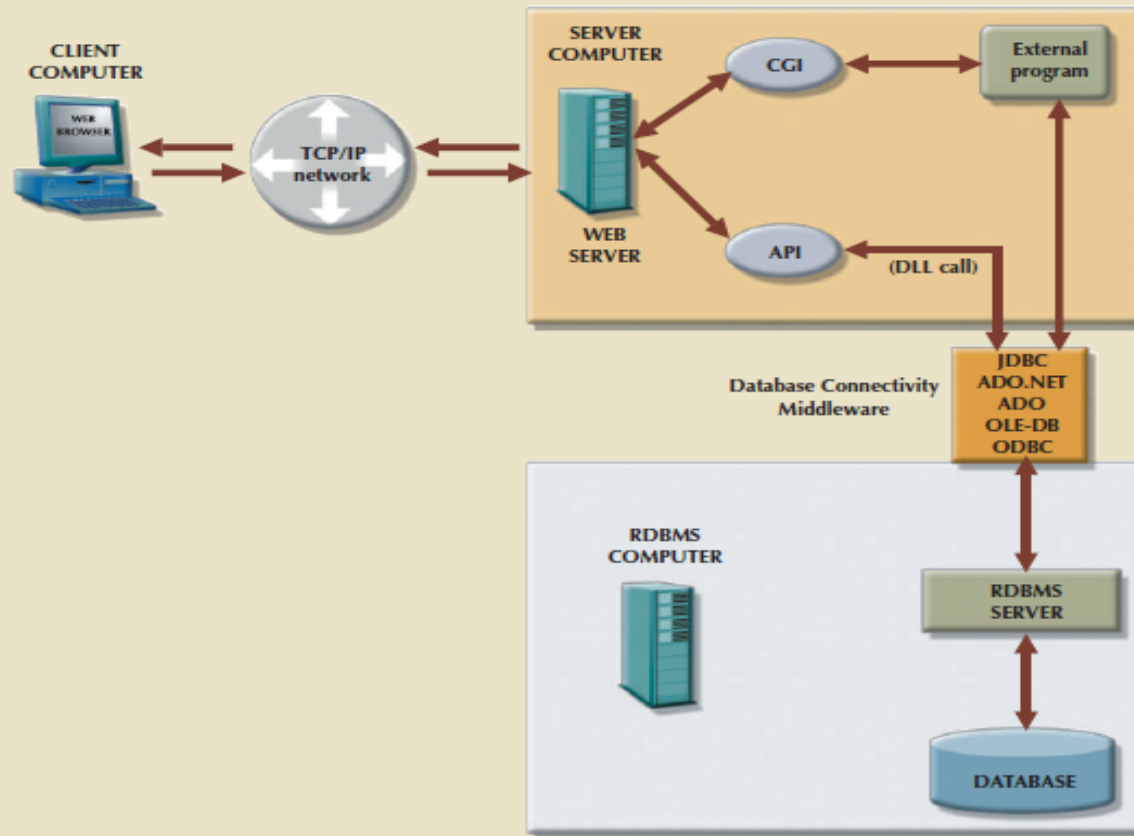 CLIENT
COMPUTER
WEB
BROWSER
TCP/IP
network
SERVER
COMPUTER
WEB
SERVER
CGI
API
(DLL call)
External
program
Database Connectivity
Middleware
JDBC
ADO.NET
ADO
OLE-DB
ODBC
RDBMS
COMPUTER
RDBMS
SERVER
DATABASE